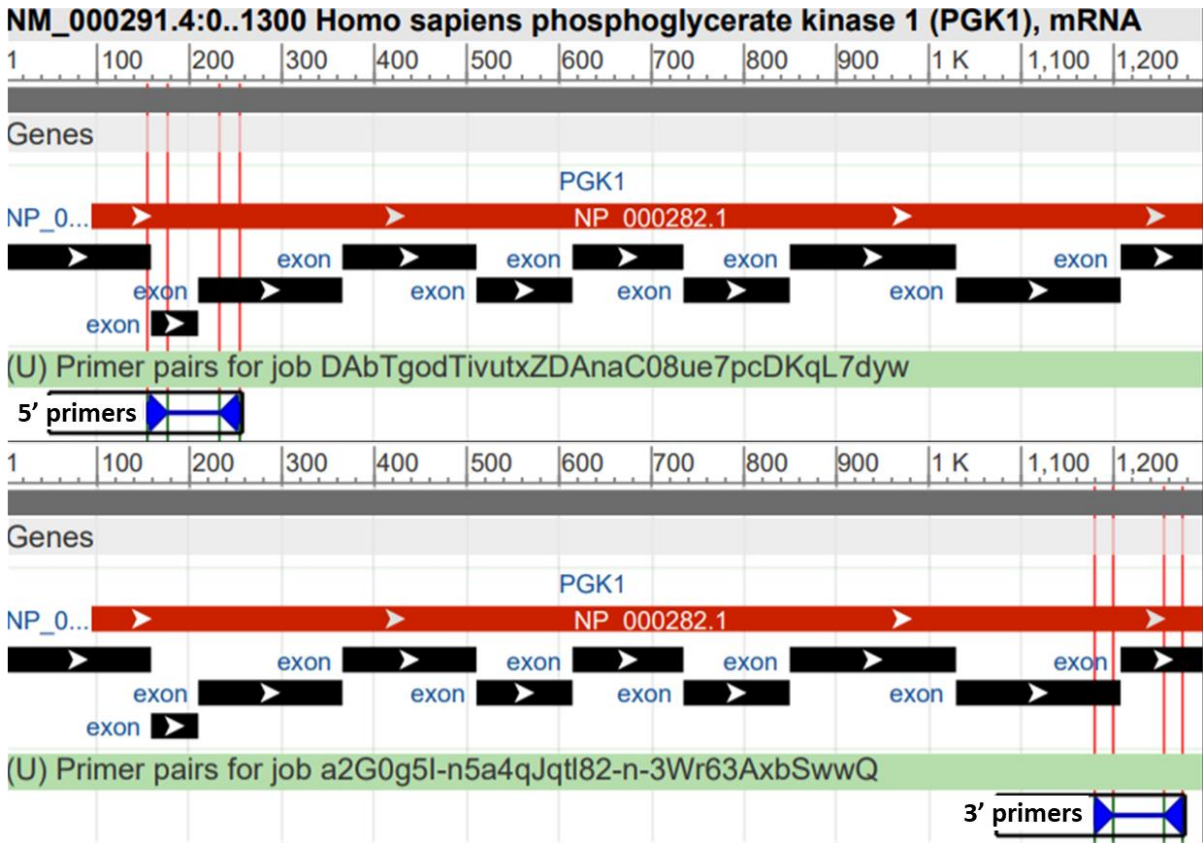 NM_000291.4:0..1300 Homo sapiens phosphoglycerate kinase 1 (PGK1), mRNA
1 100 200 300 400 500 600 700 800 900 1 K 1,100 1,200
Genes
PGK1
NP_0... NP_000282.1
exon exon exon exon
exon exon exon exon
exon
(U) Primer pairs for job DAbTgodTivutxZDAnaC08ue7pcDKqL7dyw
5’ primers
1 100 200 300 400 500 600 700 800 900 1 K 1,100 1,200
Genes
PGK1
NP_0... NP_000282.1
exon exon exon exon
exon exon exon exon
exon
(U) Primer pairs for job a2G0g5I-n5a4qJqtI82-n-3Wr63AxbSwwQ
3’ primers